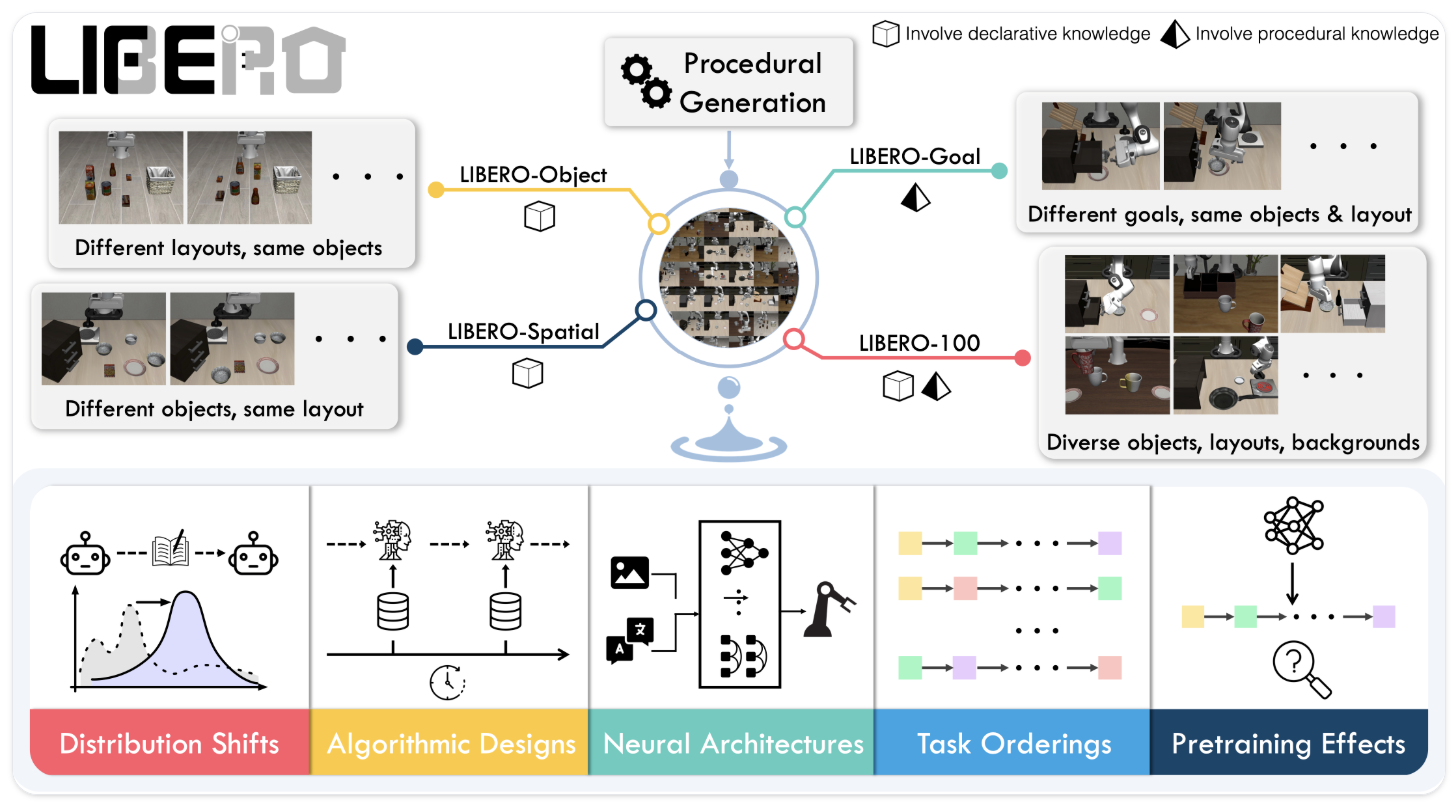 LIBERO
Involve declarative knowledge
Involve procedural knowledge
Procedural
Generation
LIBERO-Object
Different layouts, same objects
LIBERO-Goal
Different goals, same objects & layout
LIBERO-Spatial
Different objects, same layout
LIBERO-100
Diverse objects, layouts, backgrounds
文
A
?
Distribution Shifts
Algorithmic Designs
Neural Architectures
Task Orderings
Pretraining Effects